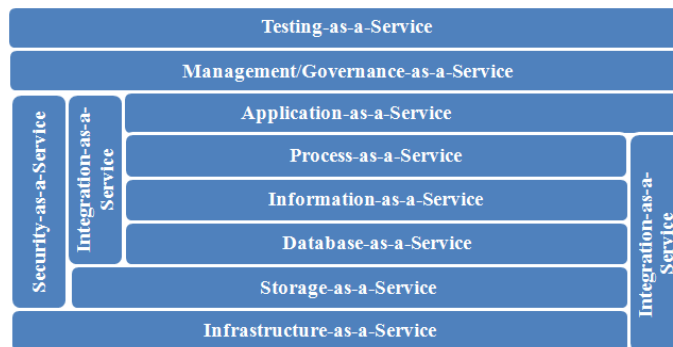 Testing-as-a-Service
Management/Governance-as-a-Service
Security-as-a-Service
Integration-as-a-
Service
Application-as-a-Service
Process-as-a-Service
Information-as-a-Service
Database-as-a-Service
Storage-as-a-Service
Infrastructure-as-a-Service
Integration-as-a-
Service